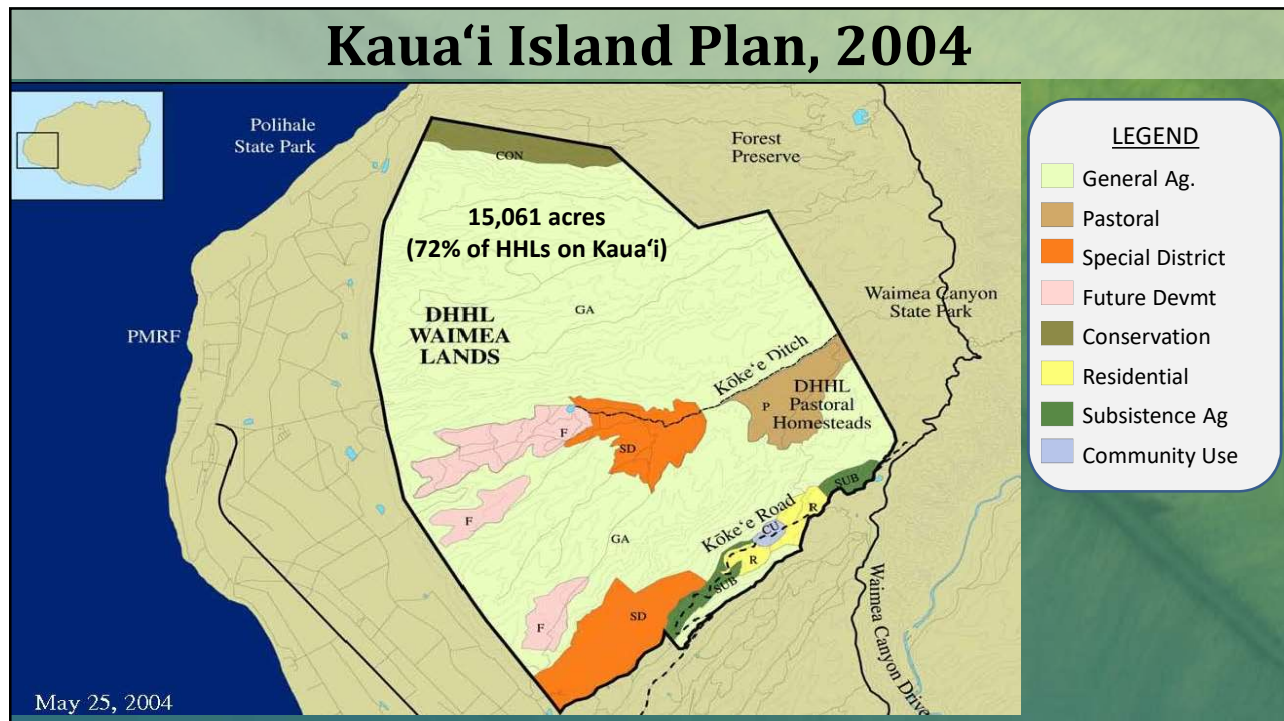 Kauaʻi Island Plan, 2004
Polihale
State Park
Forest
Preserve
CON
15,061 acres
(72% of HHLs on Kauaʻi)
GA
DHHL
WAIMEA
LANDS
PMRF
Waimea Canyon
State Park
Kōkeʻe Ditch
DHHL
Pastoral
Homesteads
P
F
SD
F
SUB
Kōkeʻe Road
R
CU
R
GA
SUB
F
SD
Waimea Canyon Drive
May 25, 2004
LEGEND
General Ag.
Pastoral
Special District
Future Devmt
Conservation
Residential
Subsistence Ag
Community Use